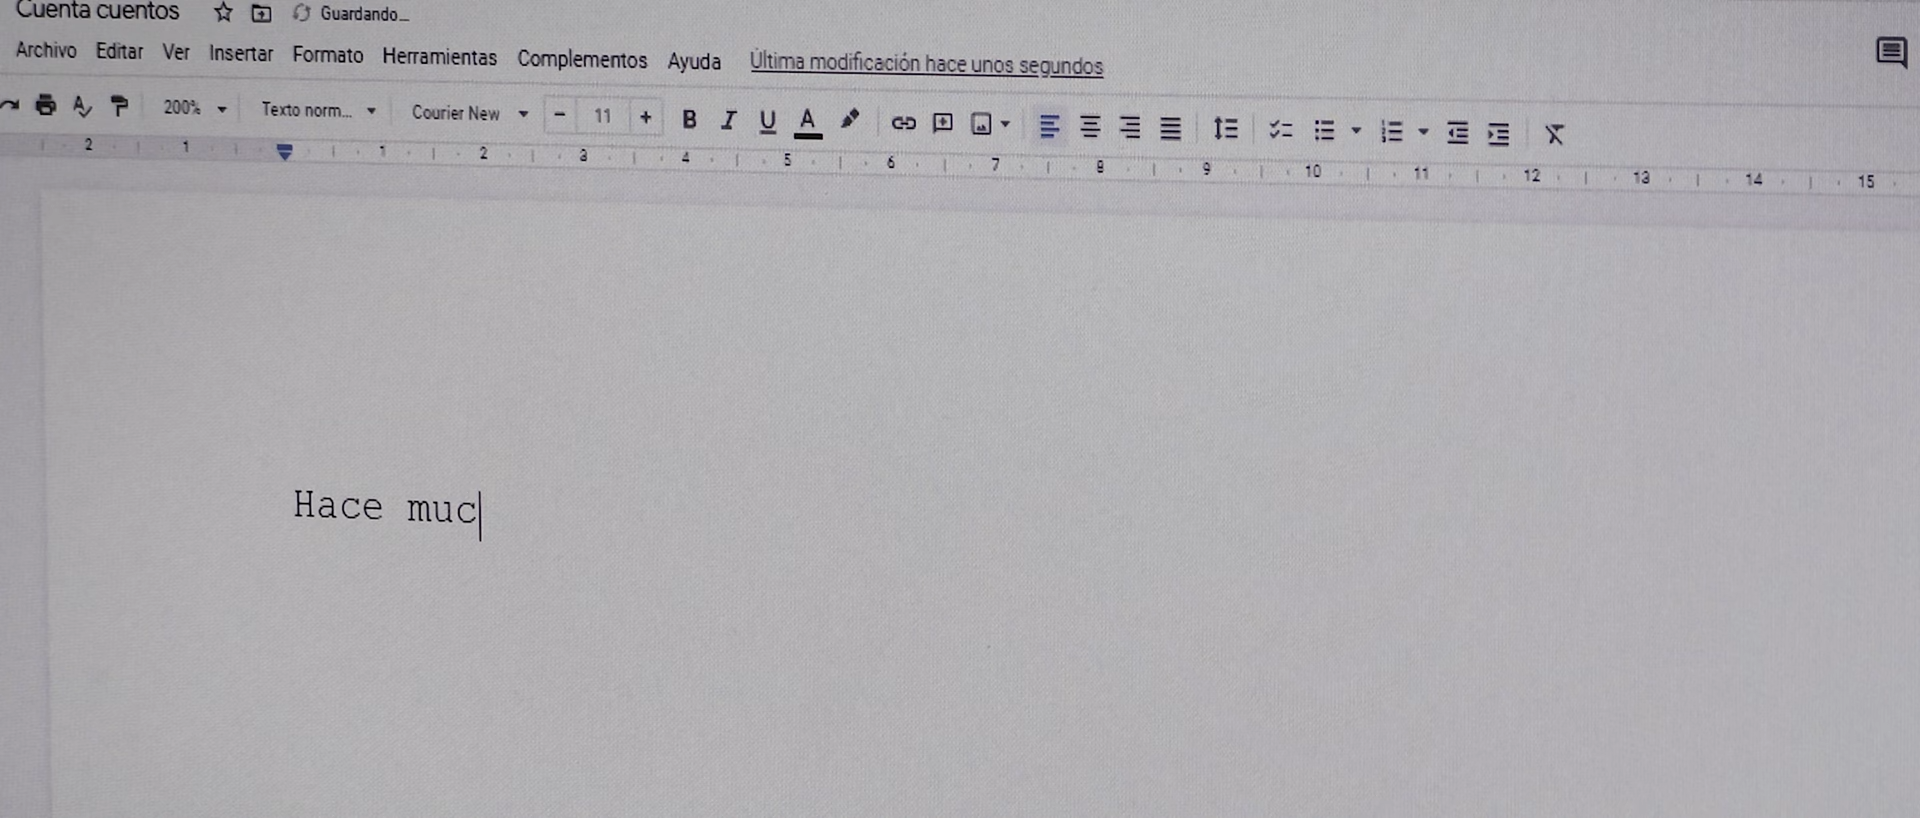 Cuenta cuentos Guardando...
Archivo Editar Ver Insertar Formato Herramientas Complementos Ayuda Última modificación hace unos segundos
200% Texto norm... Courier New − 11 + B I U A
2 1 1 2 3 4 5 6 7 8 9 10 11 12 13 14 15
Hace muc